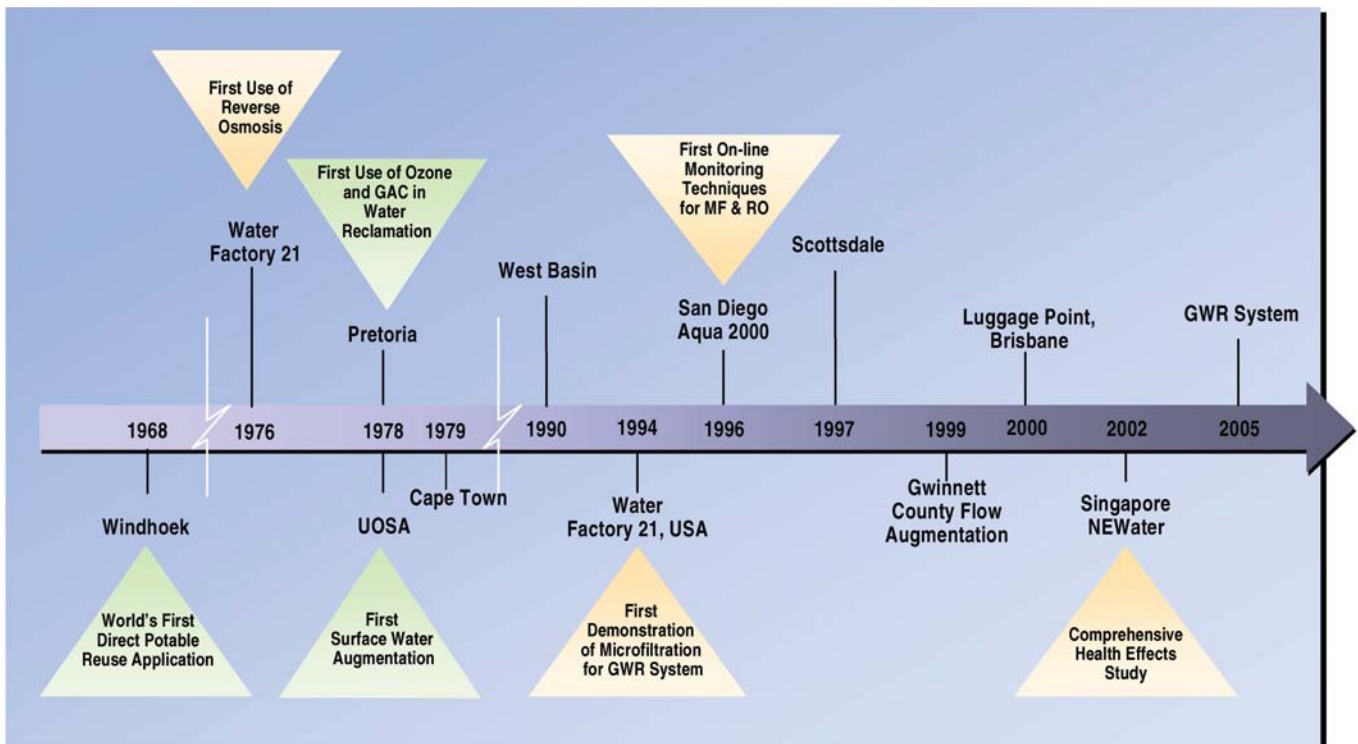 First Use of
Reverse
Osmosis
Water
Factory 21
First Use of Ozone
and GAC in
Water
Reclamation
Pretoria
West Basin
First On-line
Monitoring
Techniques
for MF & RO
San Diego
Aqua 2000
Scottsdale
Luggage Point,
Brisbane
GWR System
1968
1976
1978
1979
1990
1994
1996
1997
1999
2000
2002
2005
Windhoek
World's First
Direct Potable
Reuse Application
UOSA
First
Surface Water
Augmentation
Cape Town
Water
Factory 21, USA
First
Demonstration
of Microfiltration
for GWR System
Gwinnett
County Flow
Augmentation
Singapore
NEWater
Comprehensive
Health Effects
Study